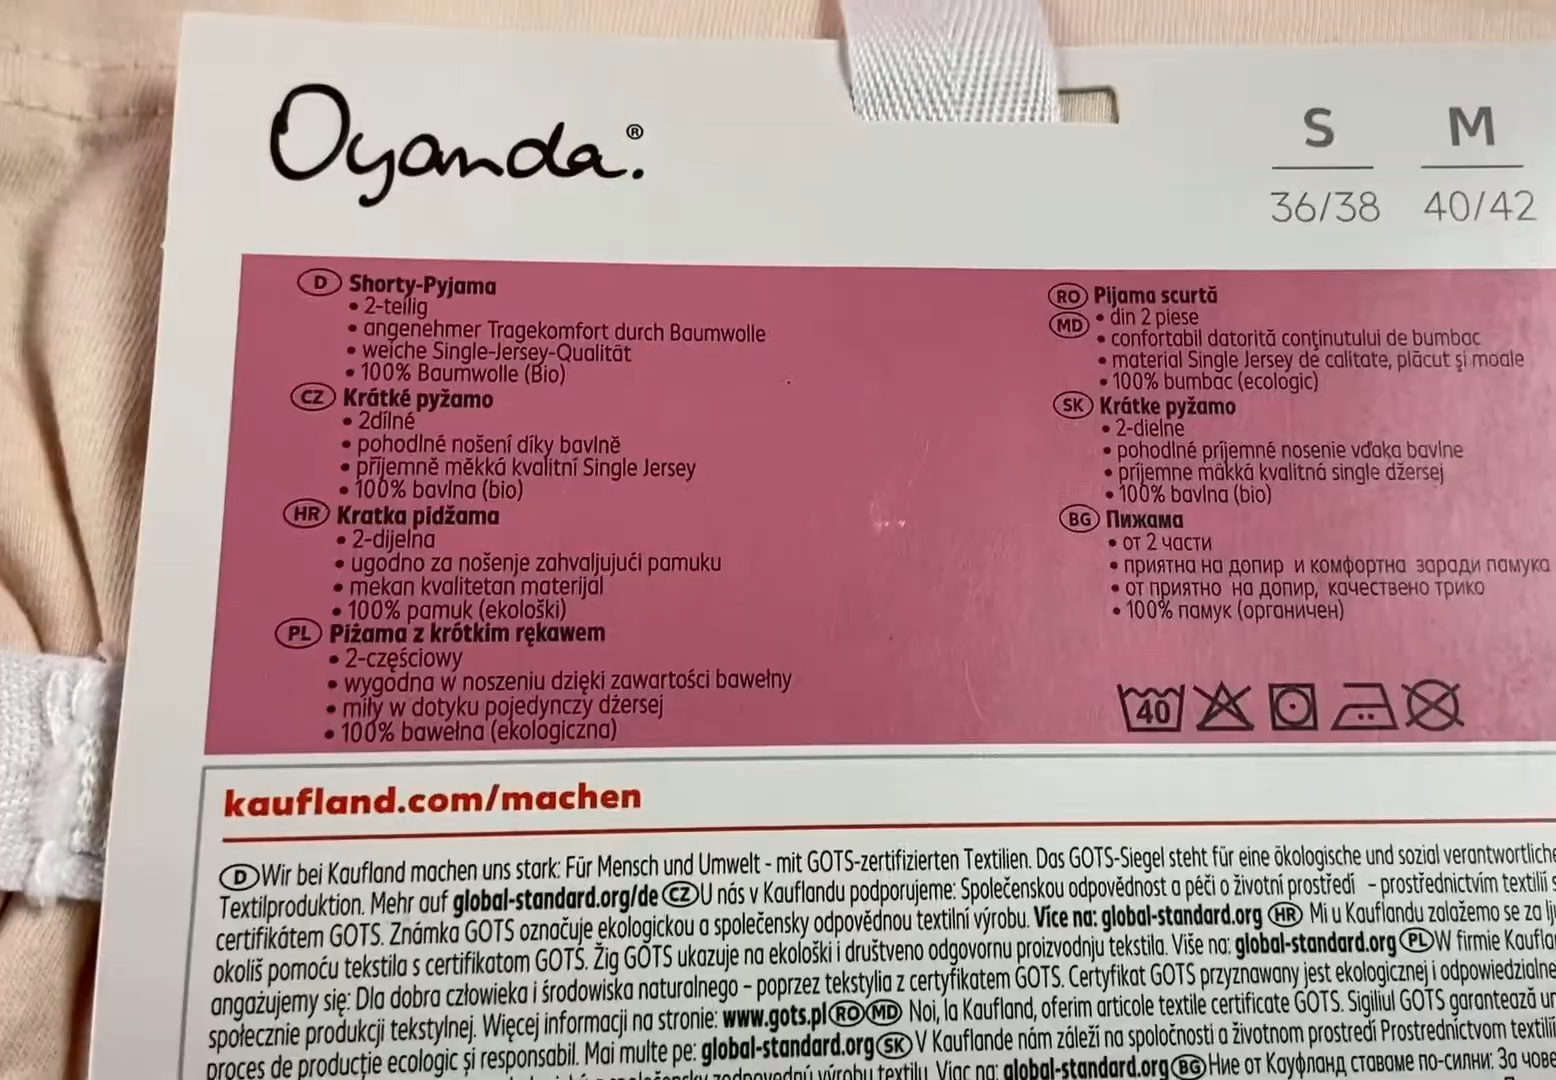 Oyanda.®
S M
36/38 40/42
D Shorty-Pyjama
• 2-teilig
• angenehmer Tragekomfort durch Baumwolle
• weiche Single-Jersey-Qualität
• 100% Baumwolle (Bio)
CZ Krátké pyžamo
• 2dílné
• pohodlné nošení díky bavlně
• příjemně měkká kvalitní Single Jersey
• 100% bavlna (bio)
HR Kratka pidžama
• 2-dijelna
• ugodno za nošenje zahvaljujući pamuku
• mekan kvalitetan materijal
• 100% pamuk (ekološki)
PL Piżama z krótkim rękawem
• 2-częściowy
• wygodna w noszeniu dzięki zawartości bawełny
• miły w dotyku pojedynczy dżersej
• 100% bawełna (ekologiczna)
RO MD Pijama scurtă
• din 2 piese
• confortabil datorită conţinutului de bumbac
• material Single Jersey de calitate, plăcut şi moale
• 100% bumbac (ecologic)
SK Krátke pyžamo
• 2-dielne
• pohodlné príjemné nosenie vďaka bavlne
• príjemne mäkká kvalitná single džersej
• 100% bavlna (bio)
BG Пижама
• от 2 части
• приятна на допир и комфортна заради памука
• от приятно на допир, качествено трико
• 100% памук (органичен)
40
kaufland.com/machen
D Wir bei Kaufland machen uns stark: Für Mensch und Umwelt - mit GOTS-zertifizierten Textilien. Das GOTS-Siegel steht für eine ökologische und sozial verantwortliche
Textilproduktion. Mehr auf global-standard.org/de CZ U nás v Kauflandu podporujeme: Společenskou odpovědnost a péči o životní prostředí – prostřednictvím textilií s
certifikátem GOTS. Známka GOTS označuje ekologickou a společensky odpovědnou textilní výrobu. Více na: global-standard.org HR Mi u Kauflandu zalažemo se za lju
okoliš pomoću tekstila s certifikatom GOTS. Žig GOTS ukazuje na ekološki i društveno odgovornu proizvodnju tekstila. Više na: global-standard.org PL W firmie Kauflan
angażujemy się: Dla dobra człowieka i środowiska naturalnego – poprzez tekstylia z certyfikatem GOTS. Certyfikat GOTS przyznawany jest ekologicznej i odpowiedzialne
społecznie produkcji tekstylnej. Więcej informacji na stronie: www.gots.pl RO MD Noi, la Kaufland, oferim articole textile certificate GOTS. Sigiliul GOTS garantează un
proces de producție ecologic și responsabil. Mai multe pe: global-standard.org SK V Kauflande nám záleží na spoločnosti a životnom prostredí Prostredníctvom textilií
zodpovednú výrobu textilu. Viac na: global-standard.org BG Ние от Кауфланд ставаме по-силни: За чове